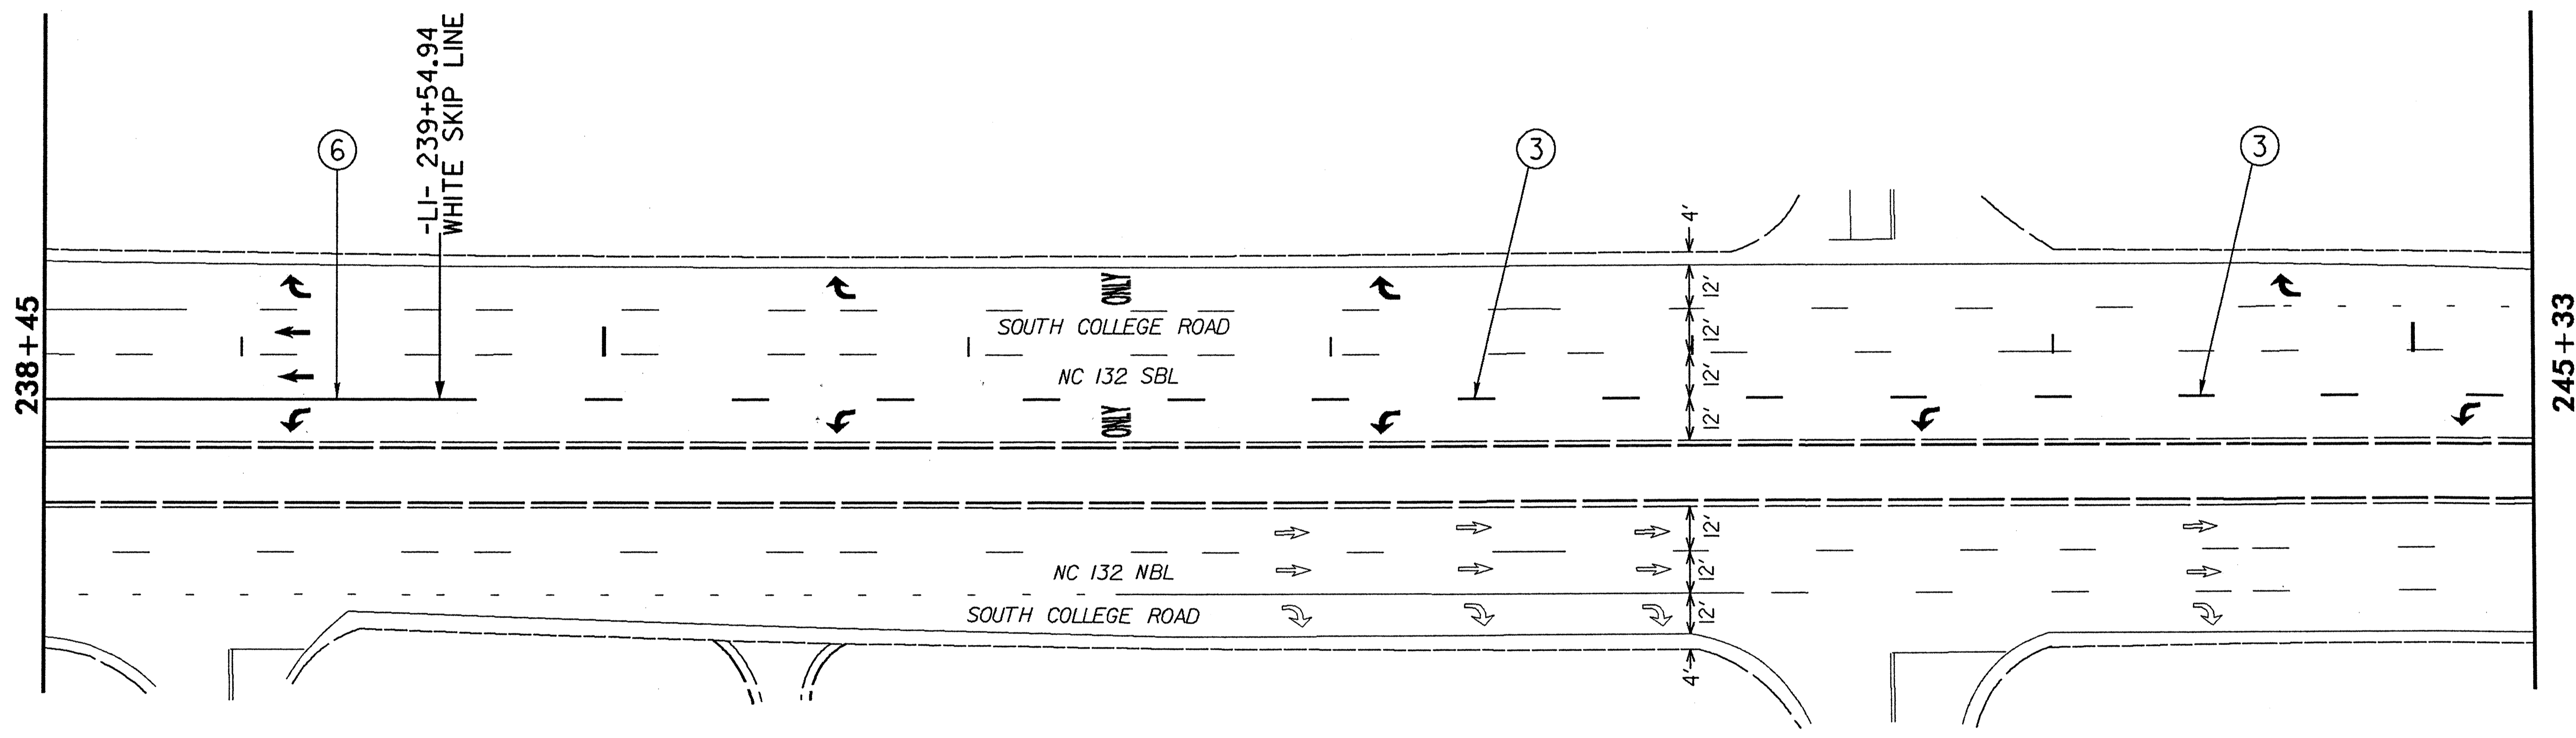 238+45
6
-L1- 239+54.94
WHITE SKIP LINE
3
3
4'
12'
12'
12'
12'
ONLY
SOUTH COLLEGE ROAD
NC 132 SBL
ONLY
12'
12'
12'
4'
NC 132 NBL
SOUTH COLLEGE ROAD
245+33